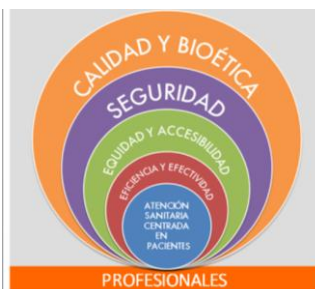 CALIDAD Y BIOÉTICA
SEGURIDAD
EQUIDAD Y ACCESIBILIDAD
EFICIENCIA Y EFECTIVIDAD
ATENCIÓN
SANITARIA
CENTRADA
EN
PACIENTES
PROFESIONALES